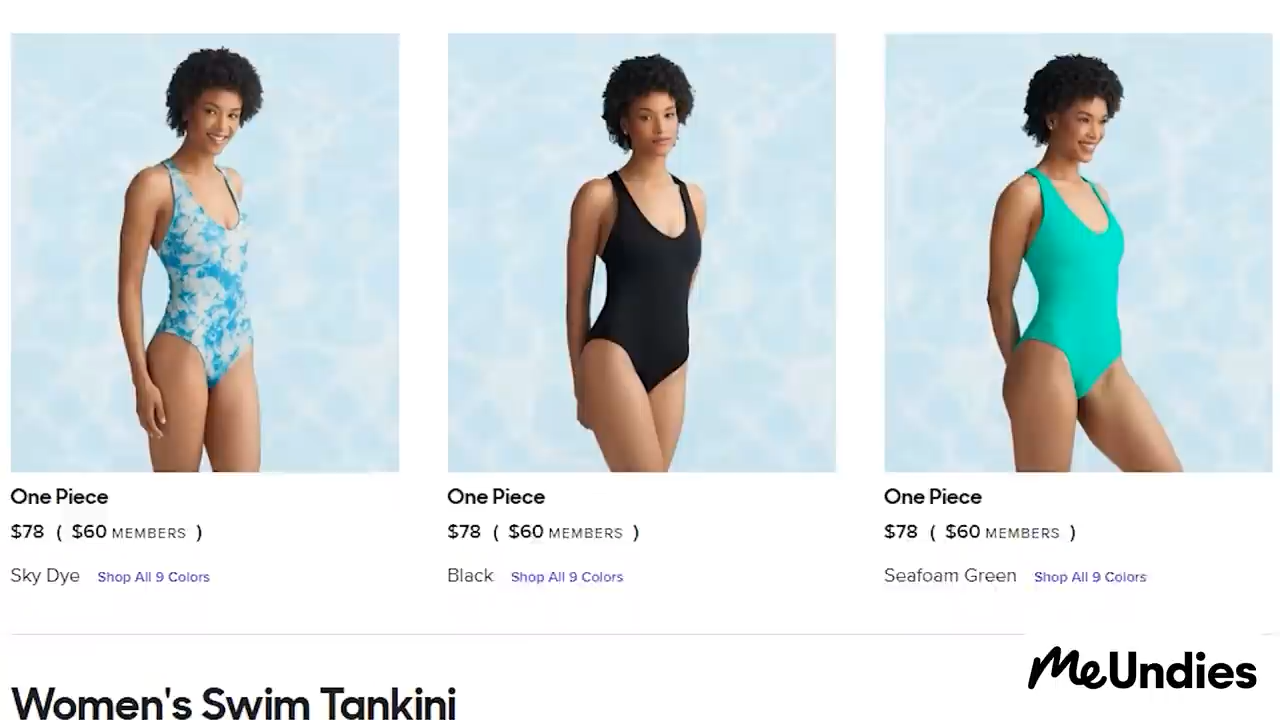 One Piece
$78 ( $60 MEMBERS )
Sky Dye Shop All 9 Colors
One Piece
$78 ( $60 MEMBERS )
Black Shop All 9 Colors
One Piece
$78 ( $60 MEMBERS )
Seafoam Green Shop All 9 Colors
MeUndies
Women's Swim Tankini